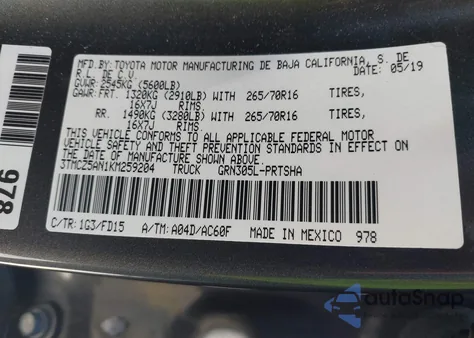 MFD.BY: TOYOTA MOTOR MANUFACTURING DE BAJA CALIFORNIA, S. DE
R.L. DE C.V. DATE: 05/19
GVWR: 2545KG (5600LB)
GAWR: FRT. 1320KG (2910LB) WITH 265/70R16 TIRES,
16X7J RIMS.
RR. 1490KG (3280LB) WITH 265/70R16 TIRES,
16X7J RIMS.
THIS VEHICLE CONFORMS TO ALL APPLICABLE FEDERAL MOTOR
VEHICLE SAFETY AND THEFT PREVENTION STANDARDS IN EFFECT ON
THE DATE OF MANUFACTURE SHOWN ABOVE.
TRUCK GRN305L-PRTSHA
C/TR: 1G3/FD15 A/TM: A04D/AC60F MADE IN MEXICO 978
978
autoSnap